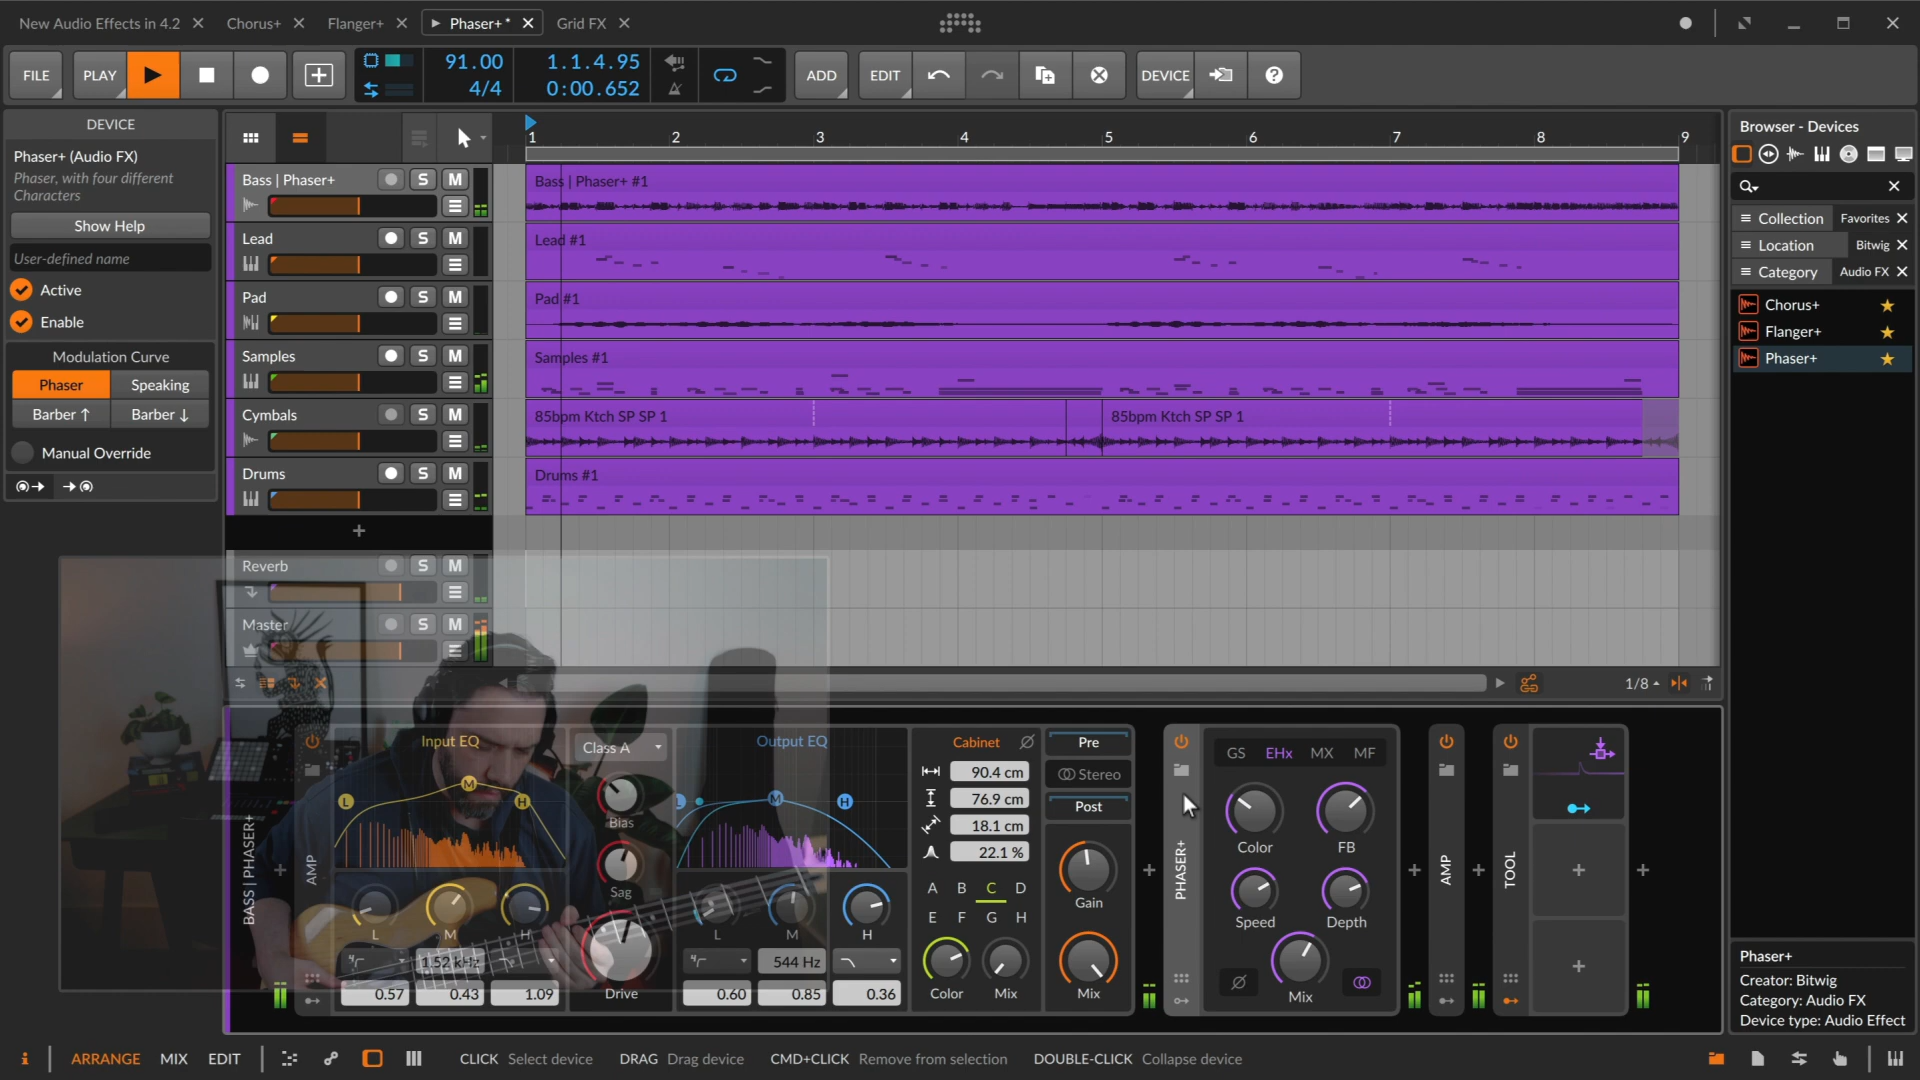 New Audio Effects in 4.2
Chorus+
Flanger+
Phaser+ *
Grid FX
FILE
PLAY
91.00
4/4
1.1.4.95
0:00.652
ADD
EDIT
DEVICE
DEVICE
Phaser+ (Audio FX)
Phaser, with four different
Characters
Show Help
User-defined name
Active
Enable
Modulation Curve
Phaser
Speaking
Barber ↑
Barber ↓
Manual Override
1
2
3
4
5
6
7
8
9
Bass | Phaser+
S
M
Bass | Phaser+ #1
Lead
S
M
Lead #1
Pad
S
M
Pad #1
Samples
S
M
Samples #1
Cymbals
S
M
85bpm Ktch SP SP 1
85bpm Ktch SP SP 1
Drums
S
M
Drums #1
+
Reverb
S
M
Master
S
M
1/8
Browser - Devices
Collection
Favorites
Location
Bitwig
Category
Audio FX
Chorus+
Flanger+
Phaser+
BASS | PHASER+
AMP
Input EQ
L
M
H
L
M
H
1.52 kHz
0.57
0.43
1.09
Class A
Bias
Sag
Drive
Output EQ
L
M
H
L
M
H
544 Hz
0.60
0.85
0.36
Cabinet
90.4 cm
76.9 cm
18.1 cm
22.1 %
A B C D
E F G H
Color
Mix
Pre
Stereo
Post
Gain
Mix
PHASER+
GS
EHx
MX
MF
Color
FB
Speed
Depth
Mix
AMP
TOOL
Phaser+
Creator: Bitwig
Category: Audio FX
Device type: Audio Effect
i
ARRANGE
MIX
EDIT
CLICK Select device
DRAG Drag device
CMD+CLICK Remove from selection
DOUBLE-CLICK Collapse device